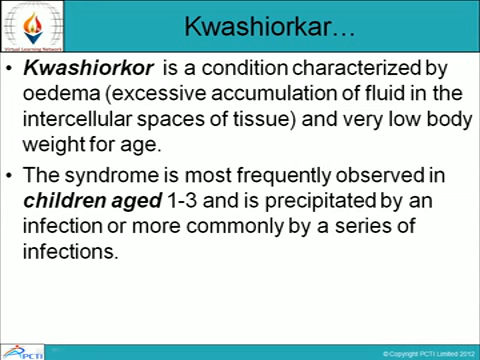 Kwashiorkar...
Kwashiorkor is a condition characterized by
oedema (excessive accumulation of fluid in the
intercellular spaces of tissue) and very low body
weight for age.
The syndrome is most frequently observed in
children aged 1-3 and is precipitated by an
infection or more commonly by a series of
infections.
Virtual Learning Network
PCTI
© Copyright PCTI Limited 2012